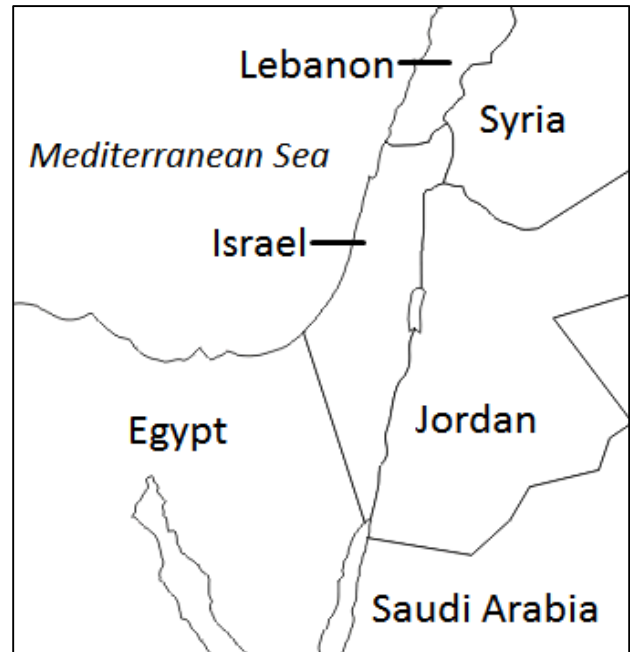 Lebanon
Syria
Mediterranean Sea
Israel
Egypt
Jordan
Saudi Arabia